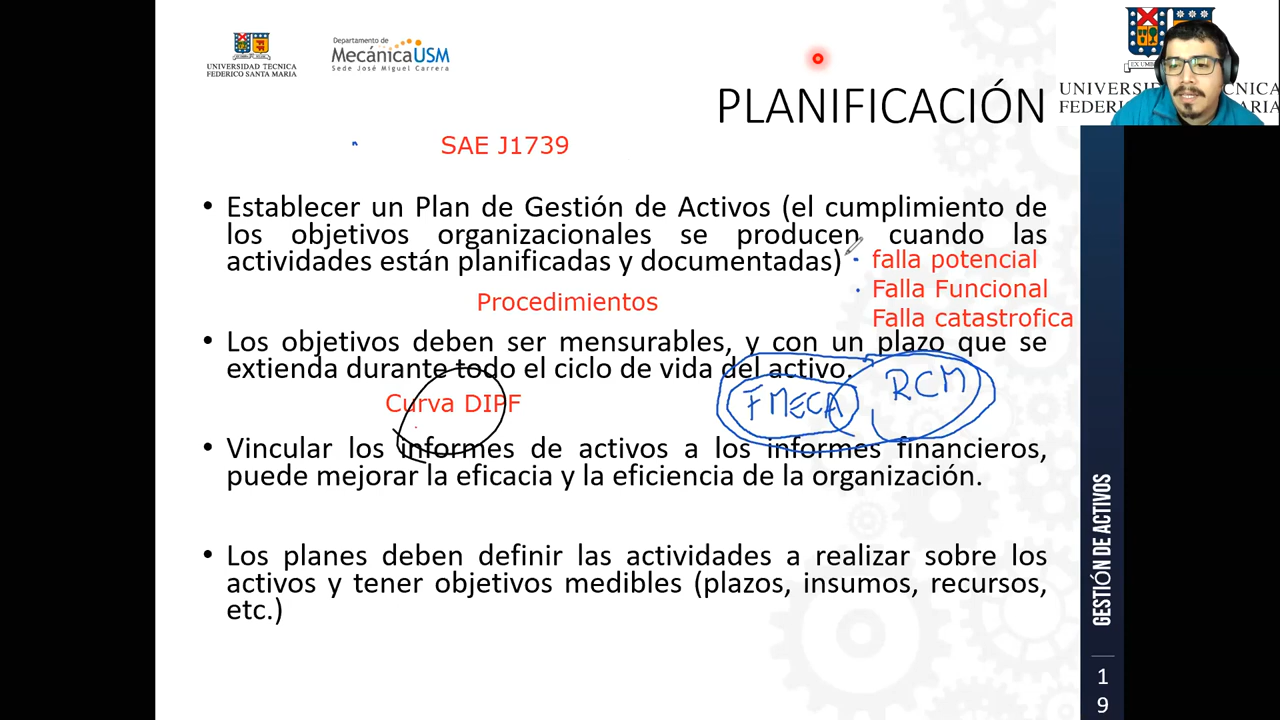 UNIVERSIDAD TECNICA
FEDERICO SANTA MARIA
Departamento de
MecánicaUSM
Sede José Miguel Carrera
PLANIFICACIÓN
SAE J1739
• Establecer un Plan de Gestión de Activos (el cumplimiento de
los objetivos organizacionales se producen cuando las
actividades están planificadas y documentadas)
falla potencial
Falla Funcional
Falla catastrofica
Procedimientos
• Los objetivos deben ser mensurables, y con un plazo que se
extienda durante todo el ciclo de vida del activo.
FMECA
RCM
Curva DIPF
• Vincular los informes de activos a los informes financieros,
puede mejorar la eficacia y la eficiencia de la organización.
• Los planes deben definir las actividades a realizar sobre los
activos y tener objetivos medibles (plazos, insumos, recursos,
etc.)
GESTIÓN DE ACTIVOS
1
9